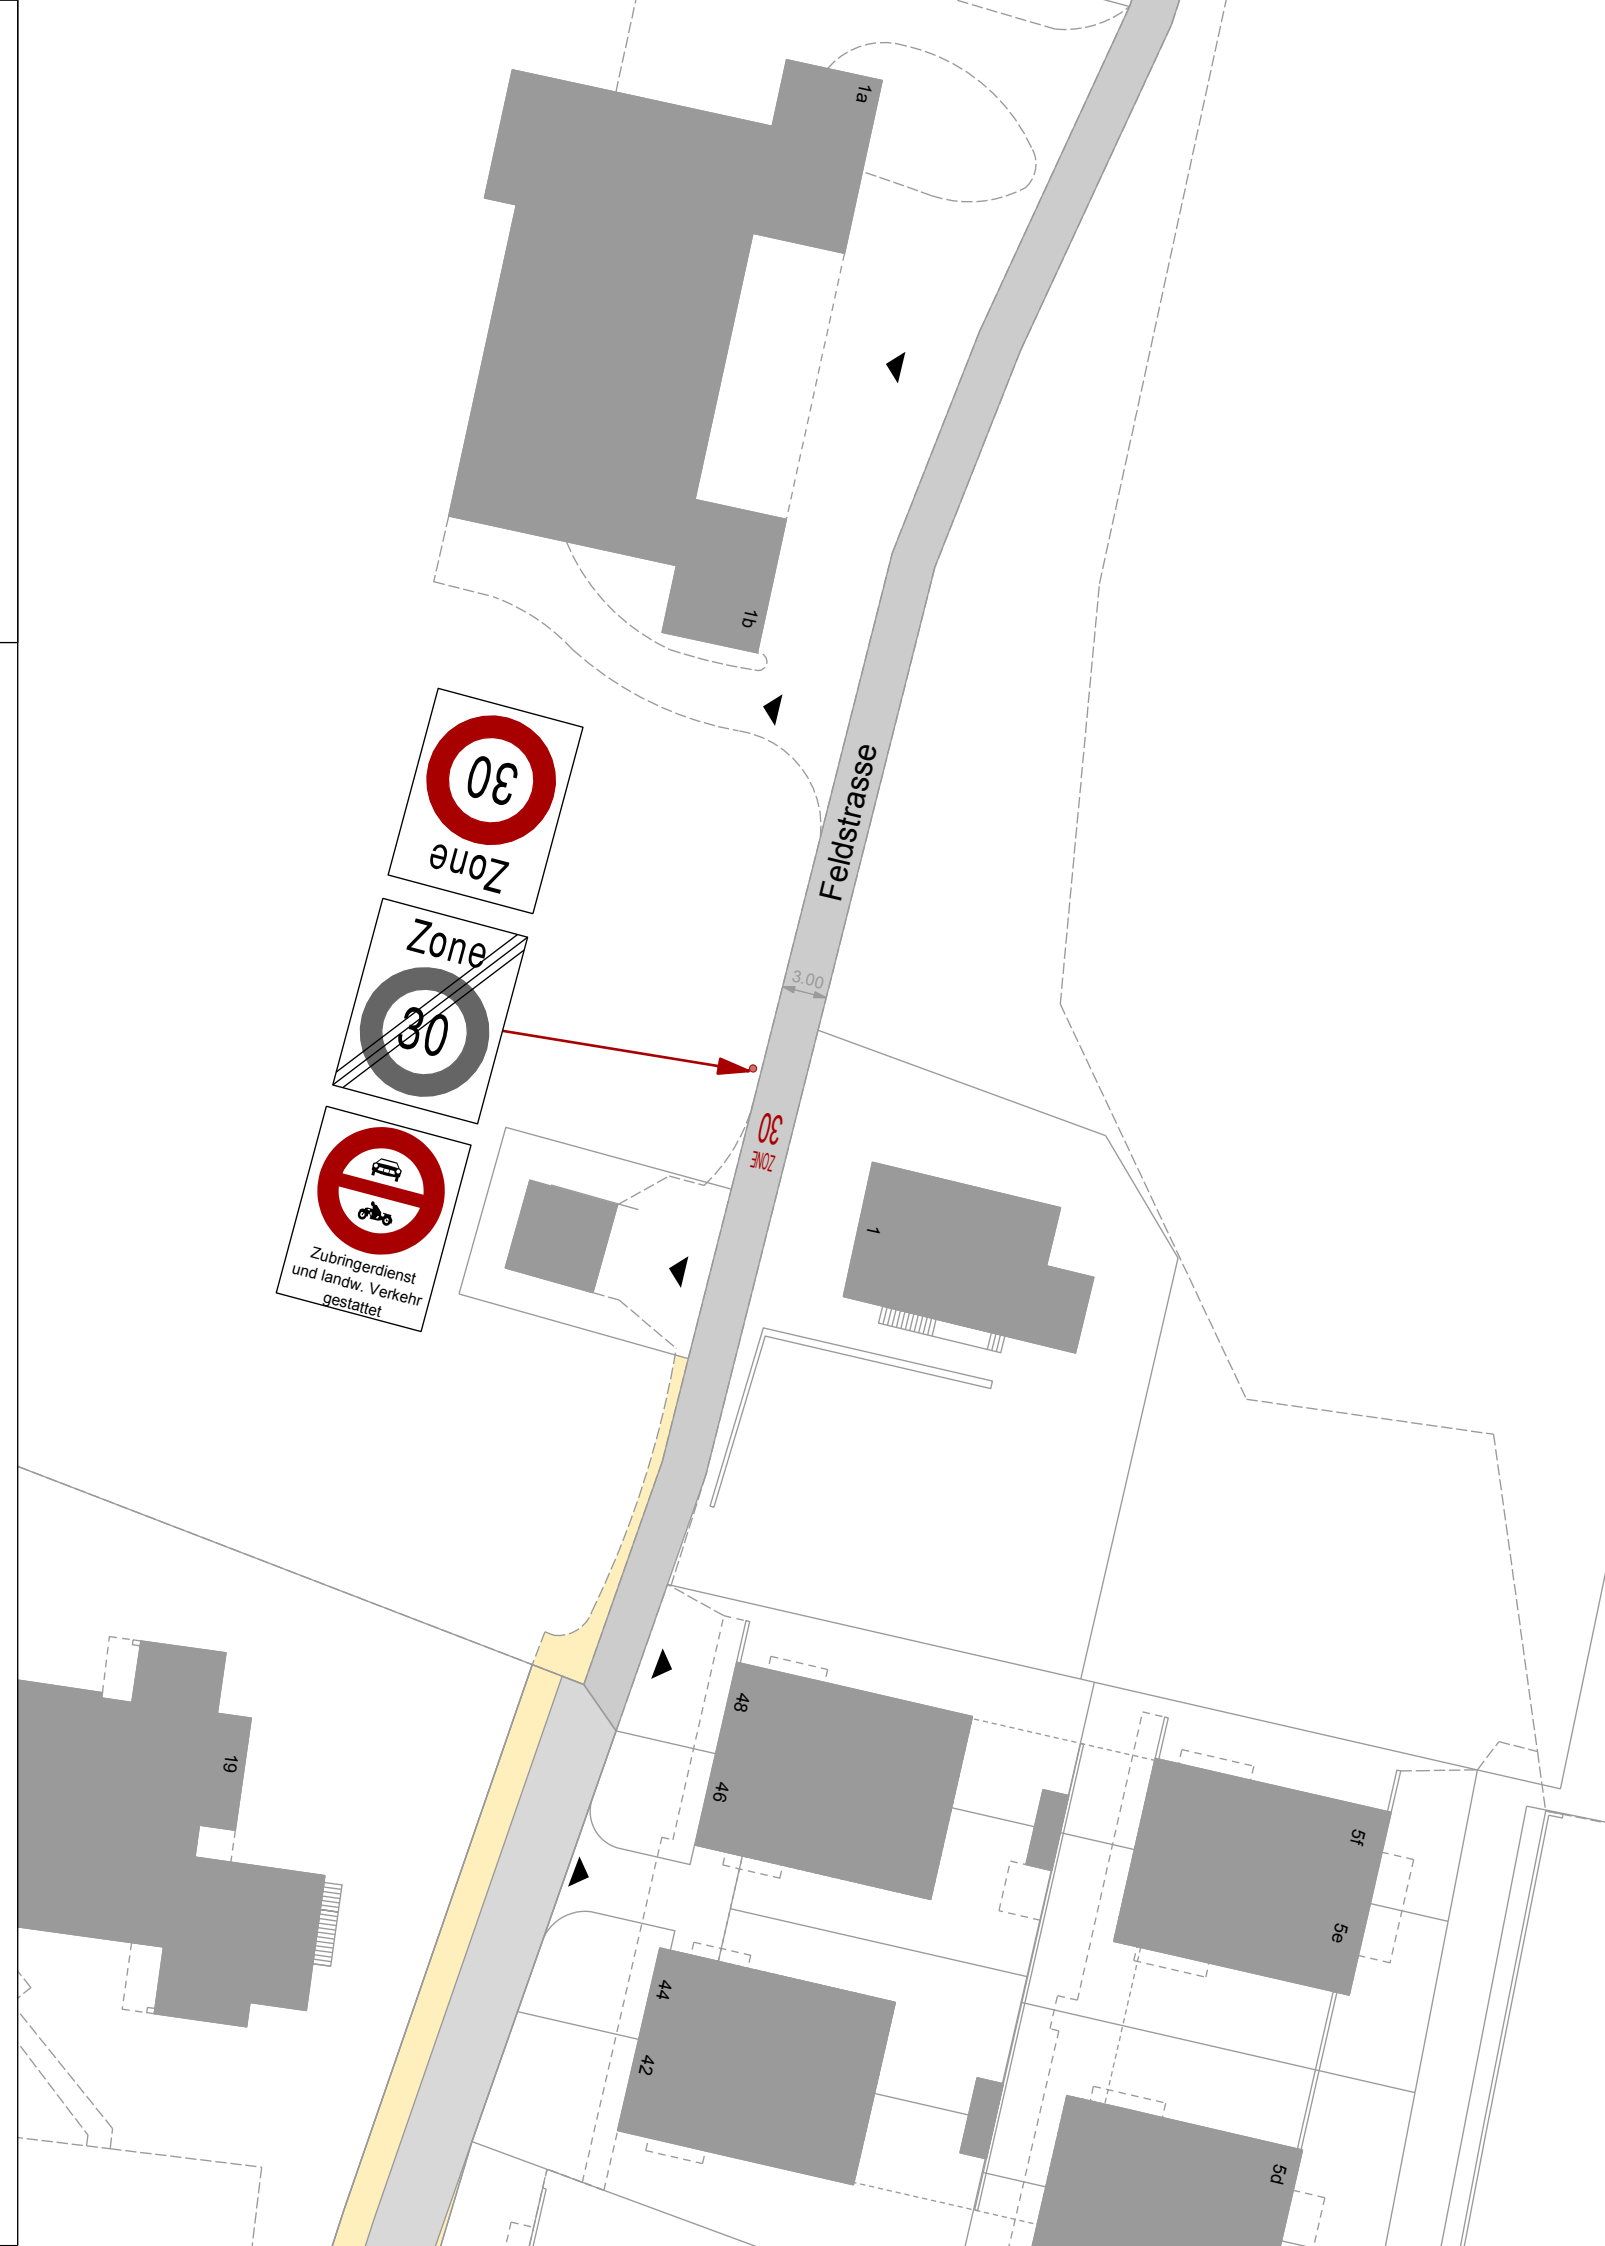 1a
1b
30
Zone
Feldstrasse
Zone
30
3.00
30
ZONE
Zubringerdienst
und landw. Verkehr
gestattet
1
48
46
19
5f
5e
44
42
5d